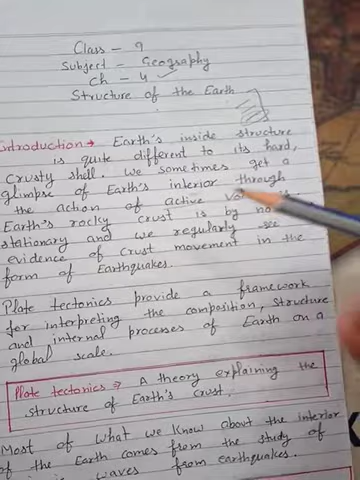 Class - 9
Subject - Geography
Ch - 4
Structure of the Earth
Introduction → Earth's inside structure
is quite different to its hard,
crusty shell. We sometimes get a
glimpse of Earth's interior through
the action of active
Earth's rocky crust is by no
stationary and we regularly see
evidence of crust movement in the
form of Earthquakes.
Plate tectonics provide a framework
for interpreting the composition, structure
and internal processes of Earth on a
global scale.
Plate tectonics → A theory explaining the
structure of Earth's crust.
Most of what we know about the interior
of the Earth comes from the study of
waves from earthquakes.